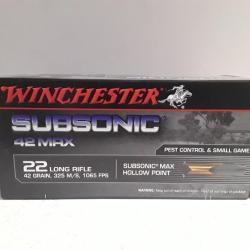 WINCHESTER
SUBSONIC
42 MAX
PEST CONTROL & SMALL GAME
22 LONG RIFLE
42 GRAIN, 325 M/S, 1065 FPS
SUBSONIC MAX
HOLLOW POINT